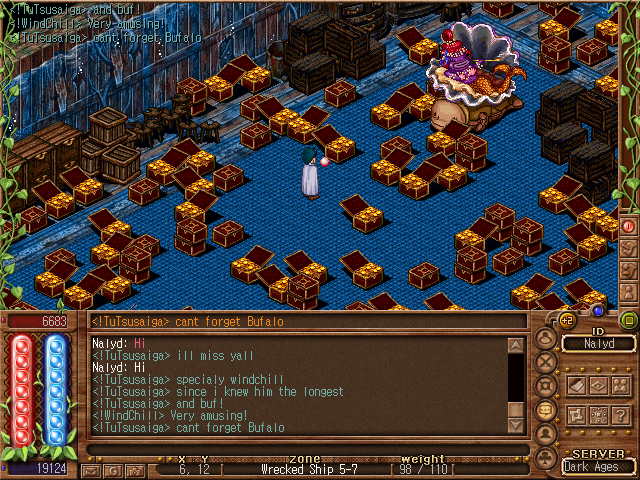 <!TuTsusaiga> and buf!
<!WindChill> Very amusing!
<!TuTsusaiga> cant forget Bufalo
6683
<!TuTsusaiga> cant forget Bufalo
+2
ID
Nalyd
Nalyd: Hi
<!TuTsusaiga> ill miss yall
Nalyd: Hi
<!TuTsusaiga> specialy windchill
<!TuTsusaiga> since i knew him the longest
<!TuTsusaiga> and buf!
<!WindChill> Very amusing!
<!TuTsusaiga> cant forget Bufalo
x y zone weight
19124
G
6, 12 [ Wrecked Ship 5-7 [ 98 / 110 ]
?
SERVER
Dark Ages